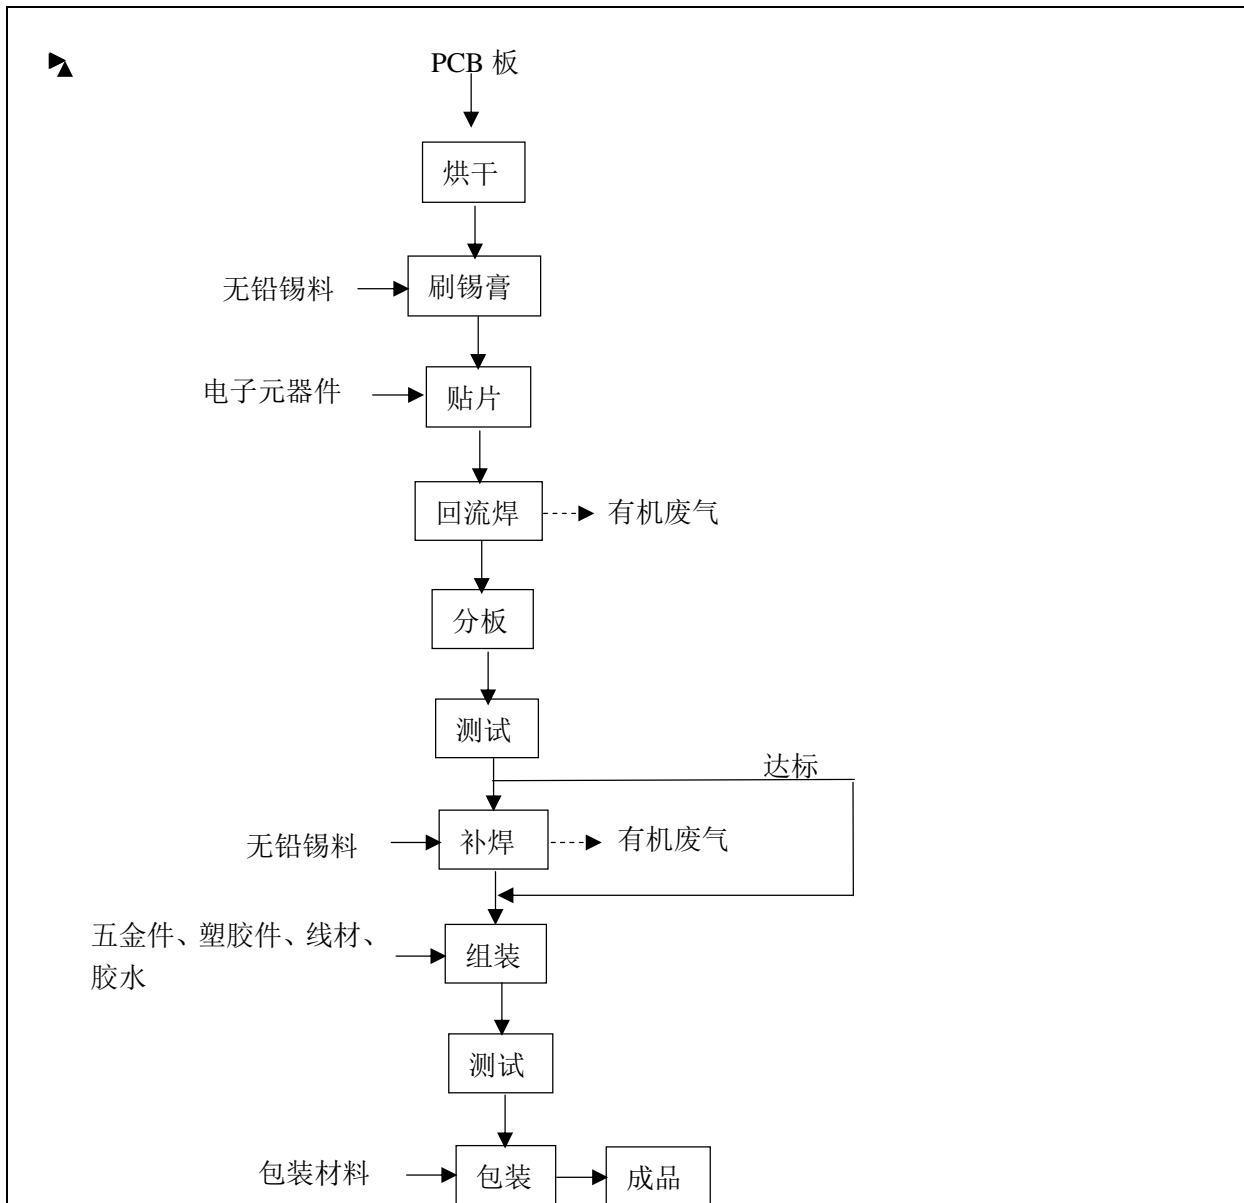 PCB 板
烘干
无铅锡料
刷锡膏
电子元器件
贴片
回流焊
有机废气
分板
测试
达标
无铅锡料
补焊
有机废气
五金件、塑胶件、线材、
胶水
组装
测试
包装材料
包装
成品